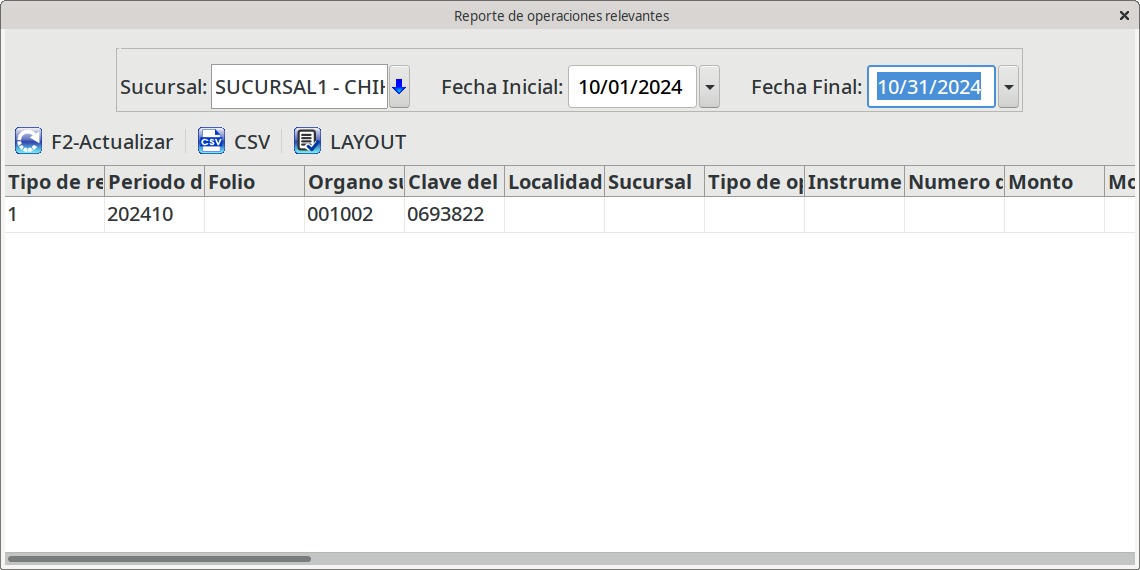 Reporte de operaciones relevantes
Sucursal: SUCURSAL1 - CHIH Fecha Inicial: 10/01/2024 Fecha Final: 10/31/2024
F2-Actualizar CSV LAYOUT
Tipo de re Periodo d Folio Organo su Clave del Localidad Sucursal Tipo de op Instrume Numero d Monto Mo
1 202410 001002 0693822